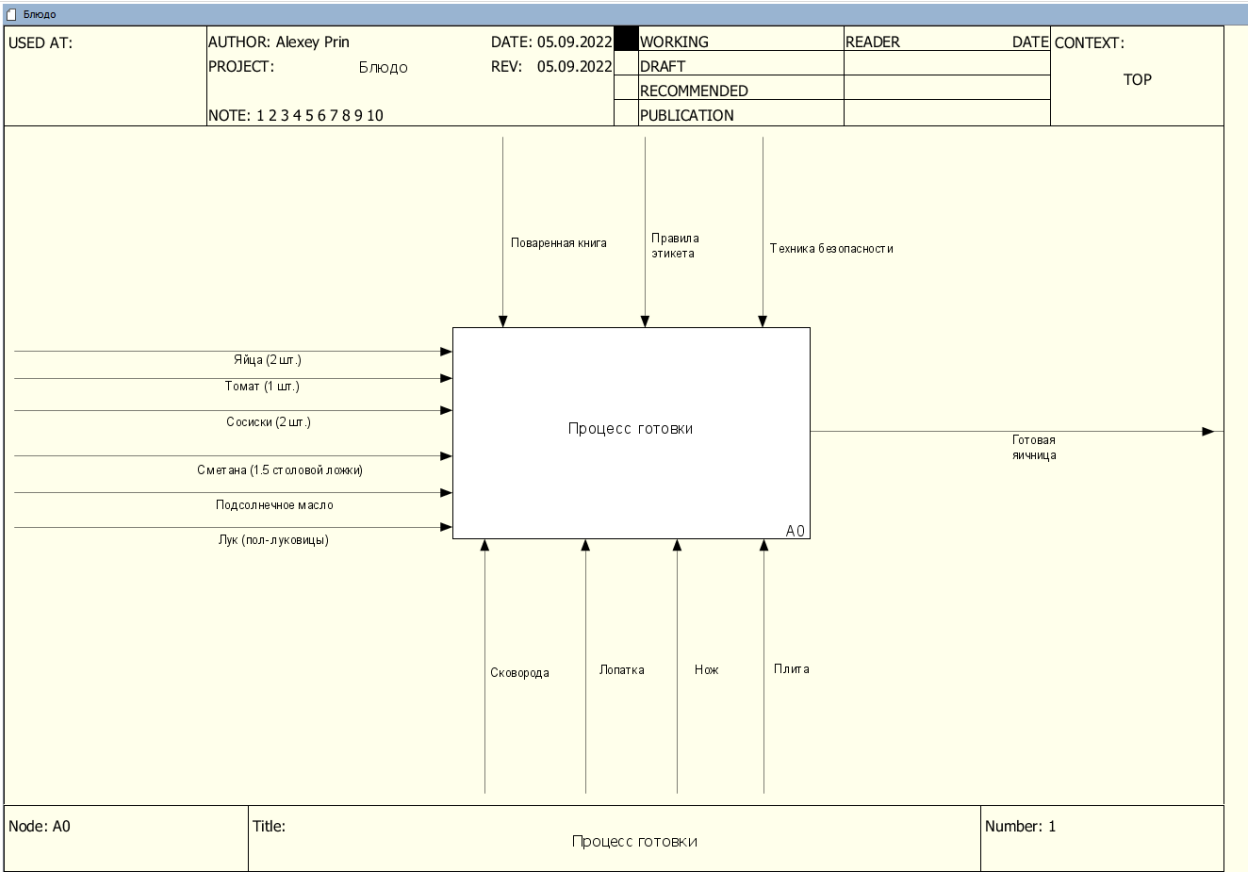 Блюдо
USED AT:
AUTHOR: Alexey Prin
DATE: 05.09.2022
PROJECT: Блюдо
REV: 05.09.2022
NOTE: 1 2 3 4 5 6 7 8 9 10
WORKING
DRAFT
RECOMMENDED
PUBLICATION
READER
DATE
CONTEXT:
TOP
Поваренная книга
Правила
этикета
Техника безопасности
Яйца (2 шт.)
Томат (1 шт.)
Сосиски (2 шт.)
Сметана (1.5 столовой ложки)
Подсолнечное масло
Лук (пол-луковицы)
Процесс готовки
A0
Готовая
яичница
Сковорода
Лопатка
Нож
Плита
Node: A0
Title:
Процесс готовки
Number: 1